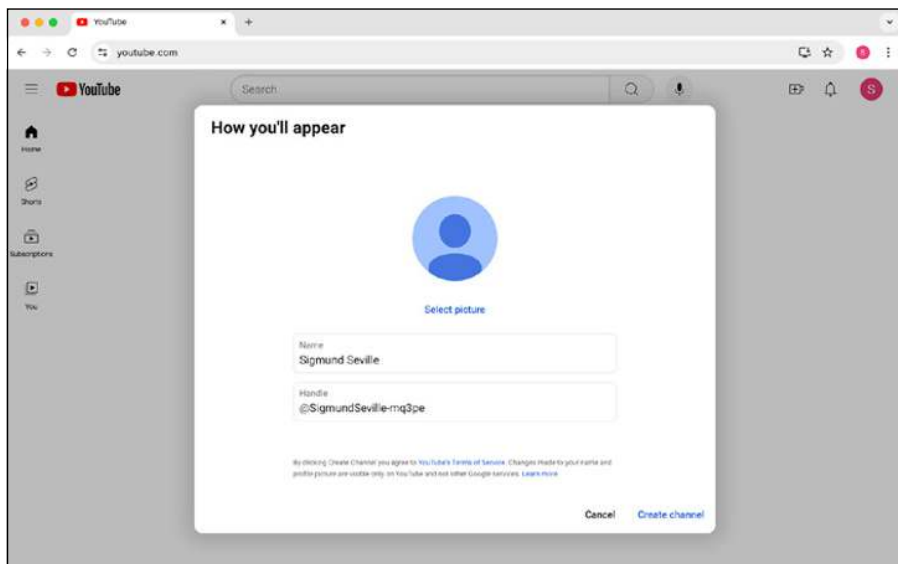 YouTube
youtube.com
S
YouTube
Search
S
Home
Shorts
Subscriptions
You
How you'll appear
Select picture
Name
Sigmund Seville
Handle
@SigmundSeville-mq3pe
By clicking Create Channel you agree to YouTube's Terms of Service. Changes made to your name and
profile picture are visible only on YouTube and not other Google services. Learn more
Cancel
Create channel